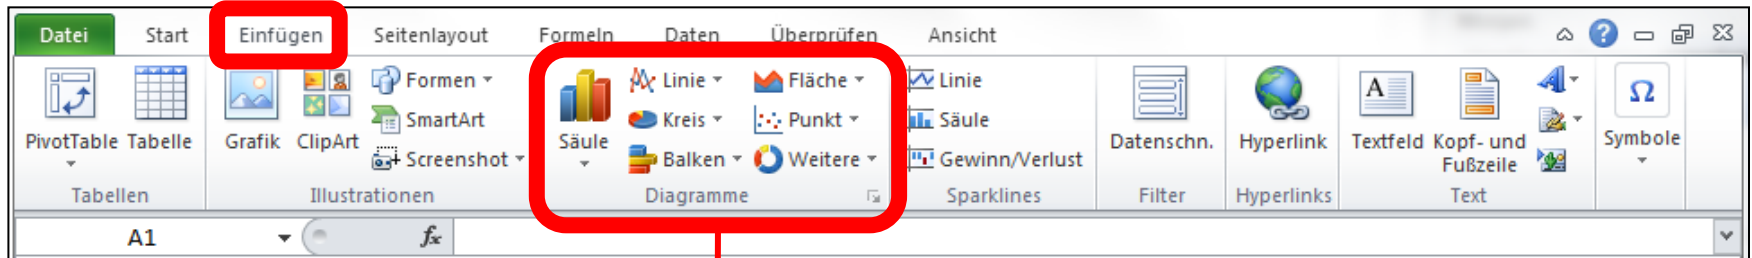 Datei Start Einfügen Seitenlayout Formeln Daten Überprüfen Ansicht
PivotTable Tabelle
Tabellen
Grafik ClipArt
Formen
SmartArt
Screenshot
Illustrationen
Säule
Linie Fläche
Kreis Punkt
Balken Weitere
Diagramme
Linie
Säule
Gewinn/Verlust
Sparklines
Datenschn.
Filter
Hyperlink
Hyperlinks
Textfeld Kopf- und
Fußzeile
Text
Ω
Symbole
A1 fx